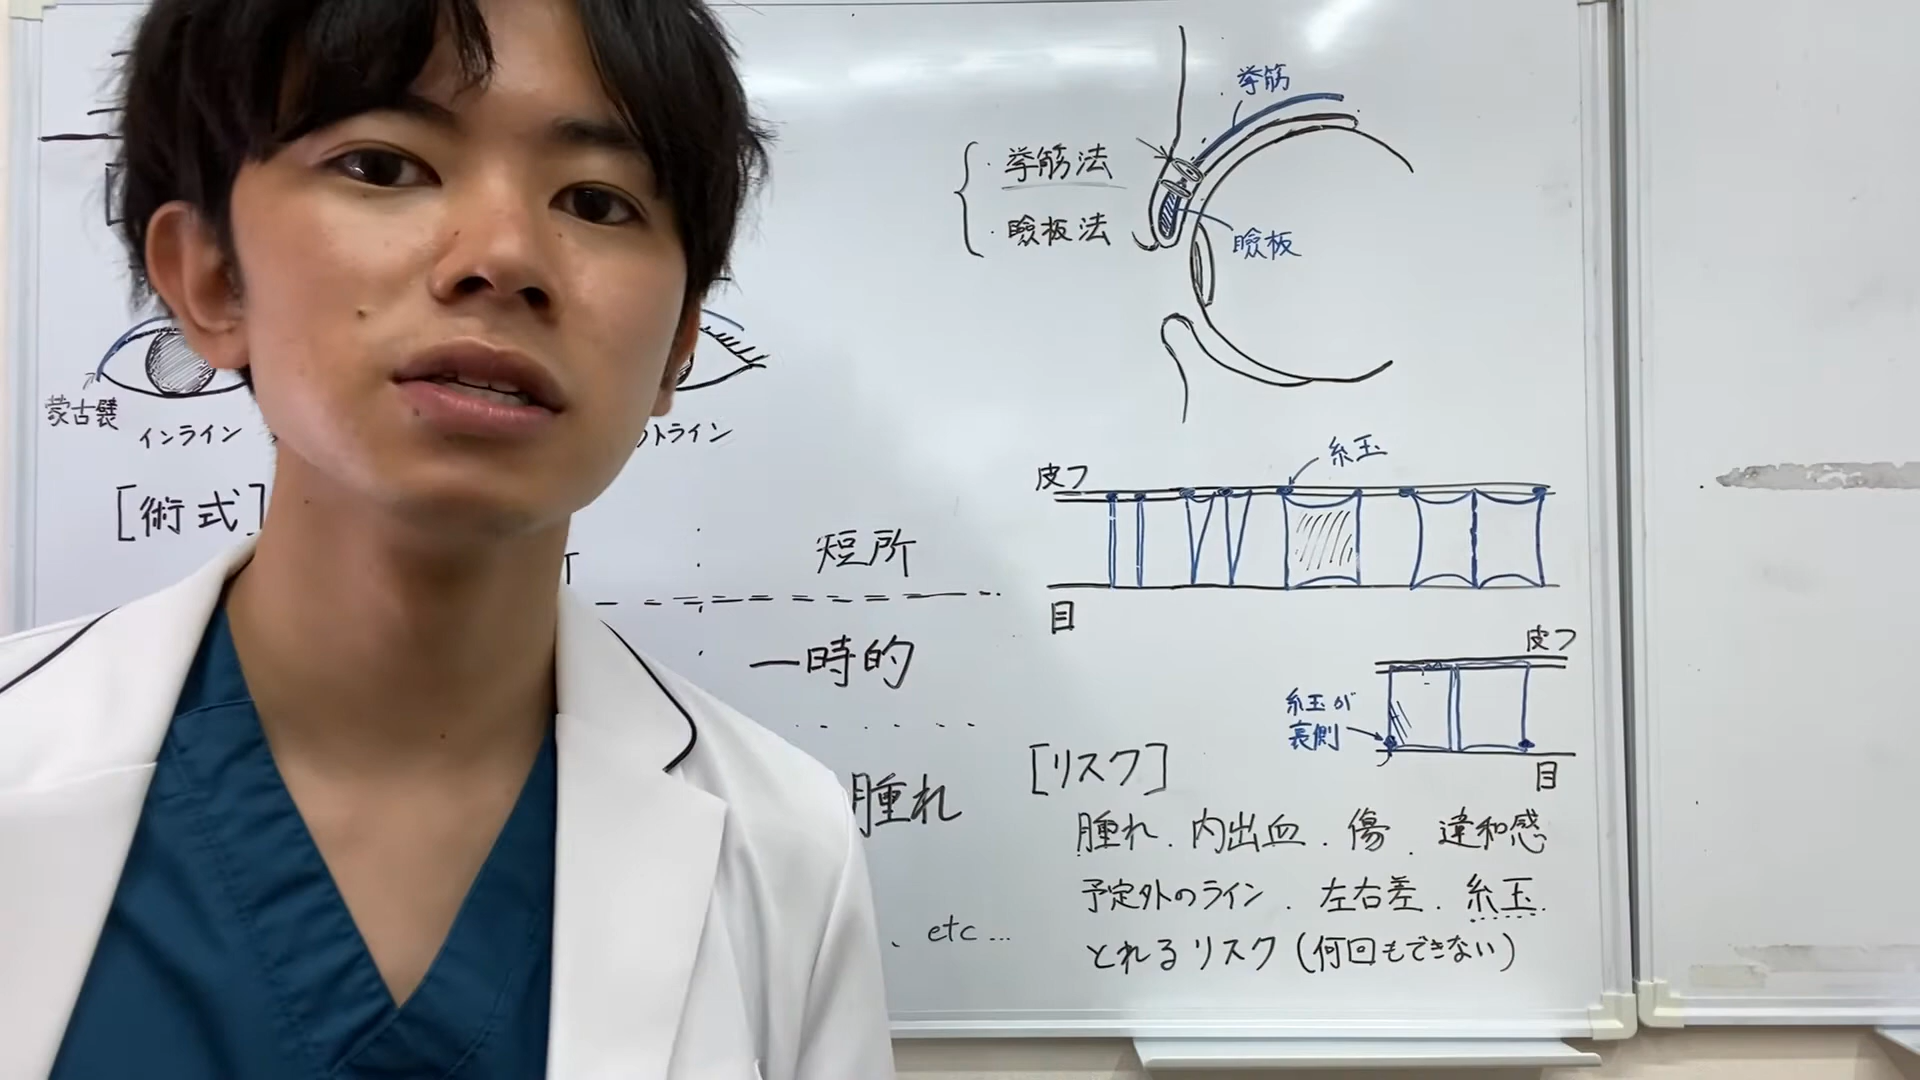 蒙古襞
インライン
トライン
[術式]
短所
一時的
腫れ
、etc…
挙筋
・挙筋法
・瞼板法
瞼板
糸玉
皮フ
目
皮フ
糸玉が
裏側
目
[リスク]
腫れ、内出血、傷、違和感
予定外のライン、左右差、糸玉
とれるリスク(何回もできない)